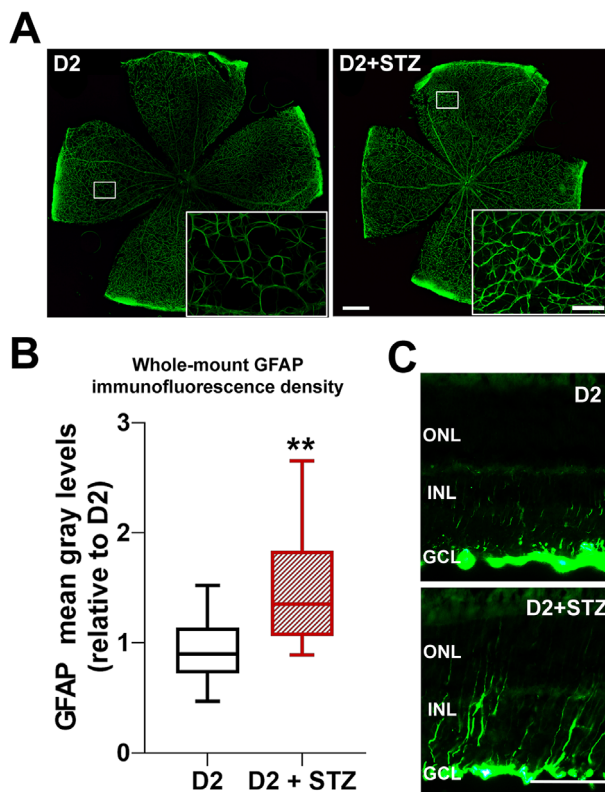 A
D2
D2+STZ
B
Whole-mount GFAP
immunofluorescence density
GFAP mean gray levels
(relative to D2)
3
2
1
0
**
D2
D2 + STZ
C
D2
ONL
INL
GCL
D2+STZ
ONL
INL
GCL